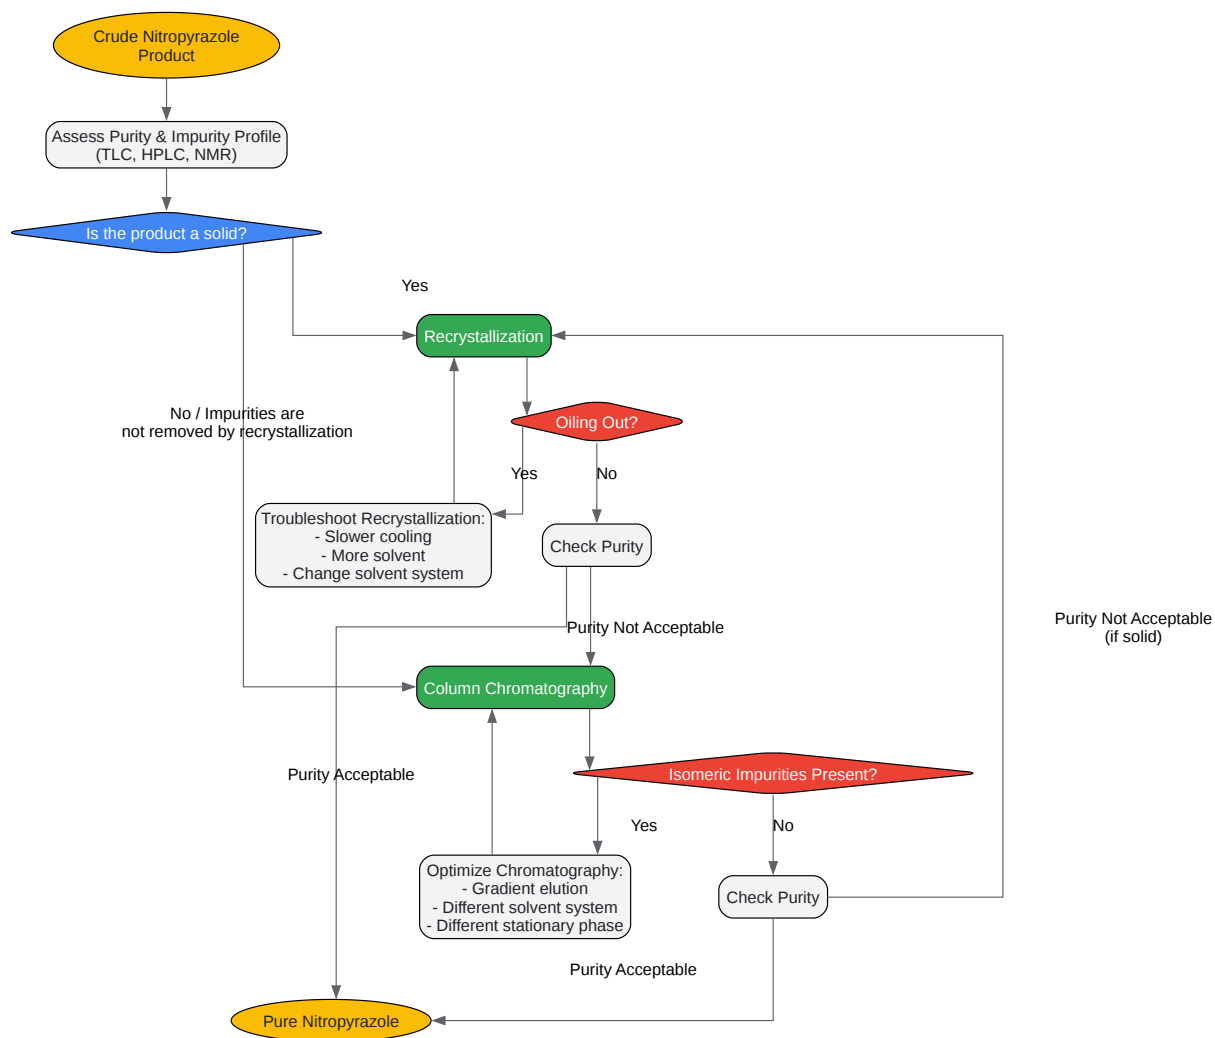 Crude Nitropyrazole
Product
Assess Purity & Impurity Profile
(TLC, HPLC, NMR)
Is the product a solid?
Yes
Recrystallization
No / Impurities are
not removed by recrystallization
Oiling Out?
Yes
No
Troubleshoot Recrystallization:
- Slower cooling
- More solvent
- Change solvent system
Check Purity
Purity Not Acceptable
Purity Not Acceptable
(if solid)
Column Chromatography
Purity Acceptable
Isomeric Impurities Present?
Yes
No
Optimize Chromatography:
- Gradient elution
- Different solvent system
- Different stationary phase
Check Purity
Purity Acceptable
Pure Nitropyrazole